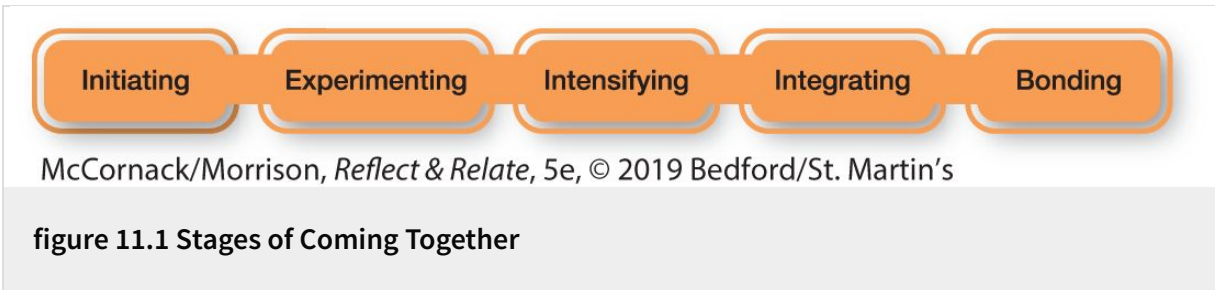 Initiating Experimenting Intensifying Integrating Bonding
McCornack/Morrison, Reflect & Relate, 5e, © 2019 Bedford/St. Martin's
figure 11.1 Stages of Coming Together